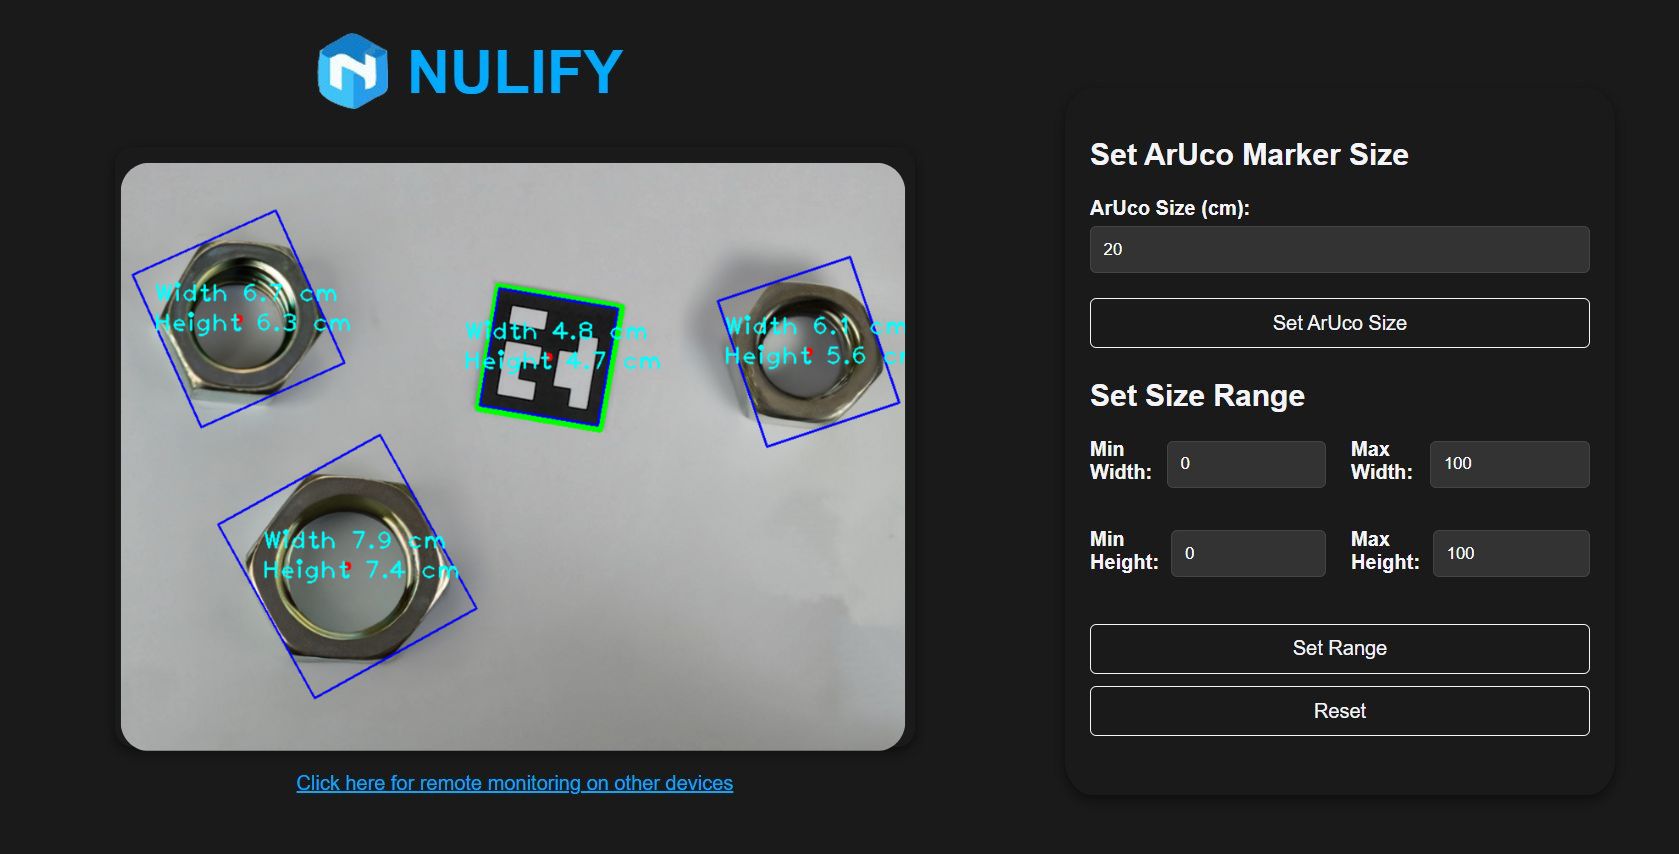 NULIFY
Width 6.7 cm
Height 6.3 cm
Width 4.8 cm
Height 4.7 cm
Width 6.1 cm
Height 5.6 c
Width 7.9 cm
Height 7.4 cm
Click here for remote monitoring on other devices
Set ArUco Marker Size
ArUco Size (cm):
20
Set ArUco Size
Set Size Range
Min Width:
0
Max Width:
100
Min Height:
0
Max Height:
100
Set Range
Reset